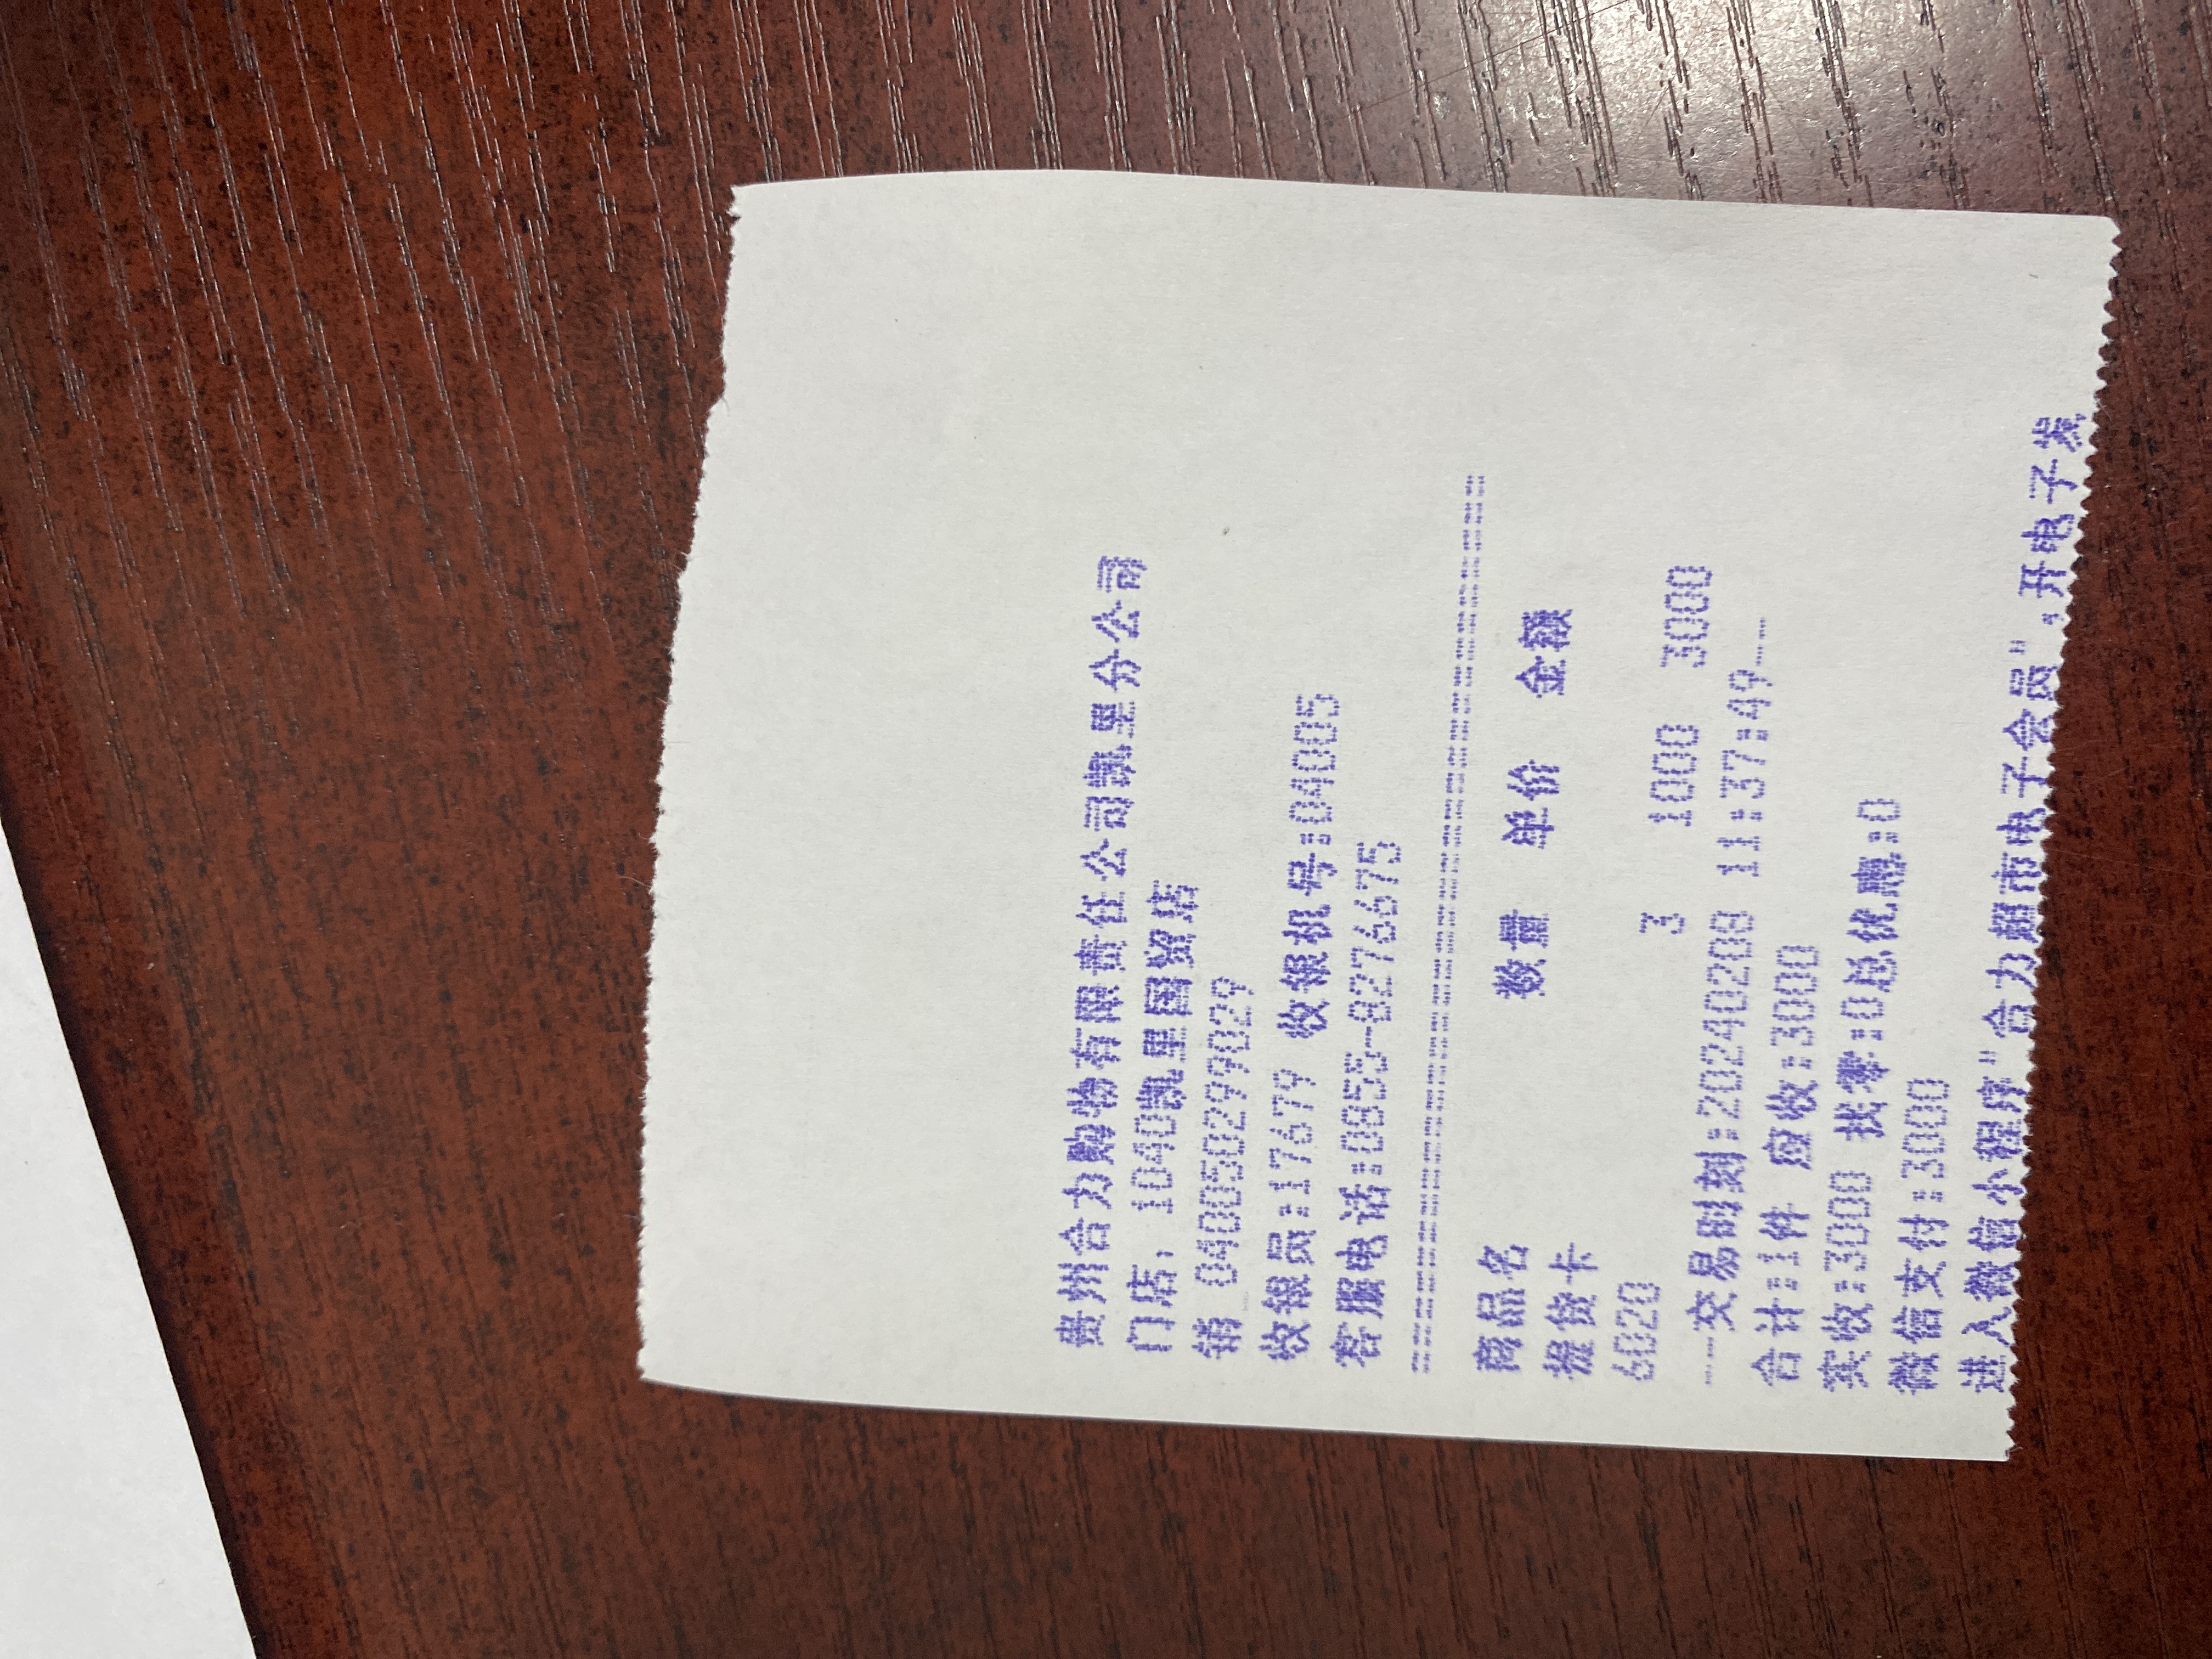 贵州合力购物有限责任公司凯里分公司
门店: 1040凯里国贸店
销 040050299029
收银员:17679 收银机号:04005
客服电话:0855-8276675
========================================
商品名 数量 单价 金额
提货卡
6020 3 1000 3000
--交易时刻:20240208 11:37:49--
合计:1件 应收:3000
实收:3000 找零:0总优惠:0
微信支付:3000
进入微信小程序"合力超市电子会员",开电子发